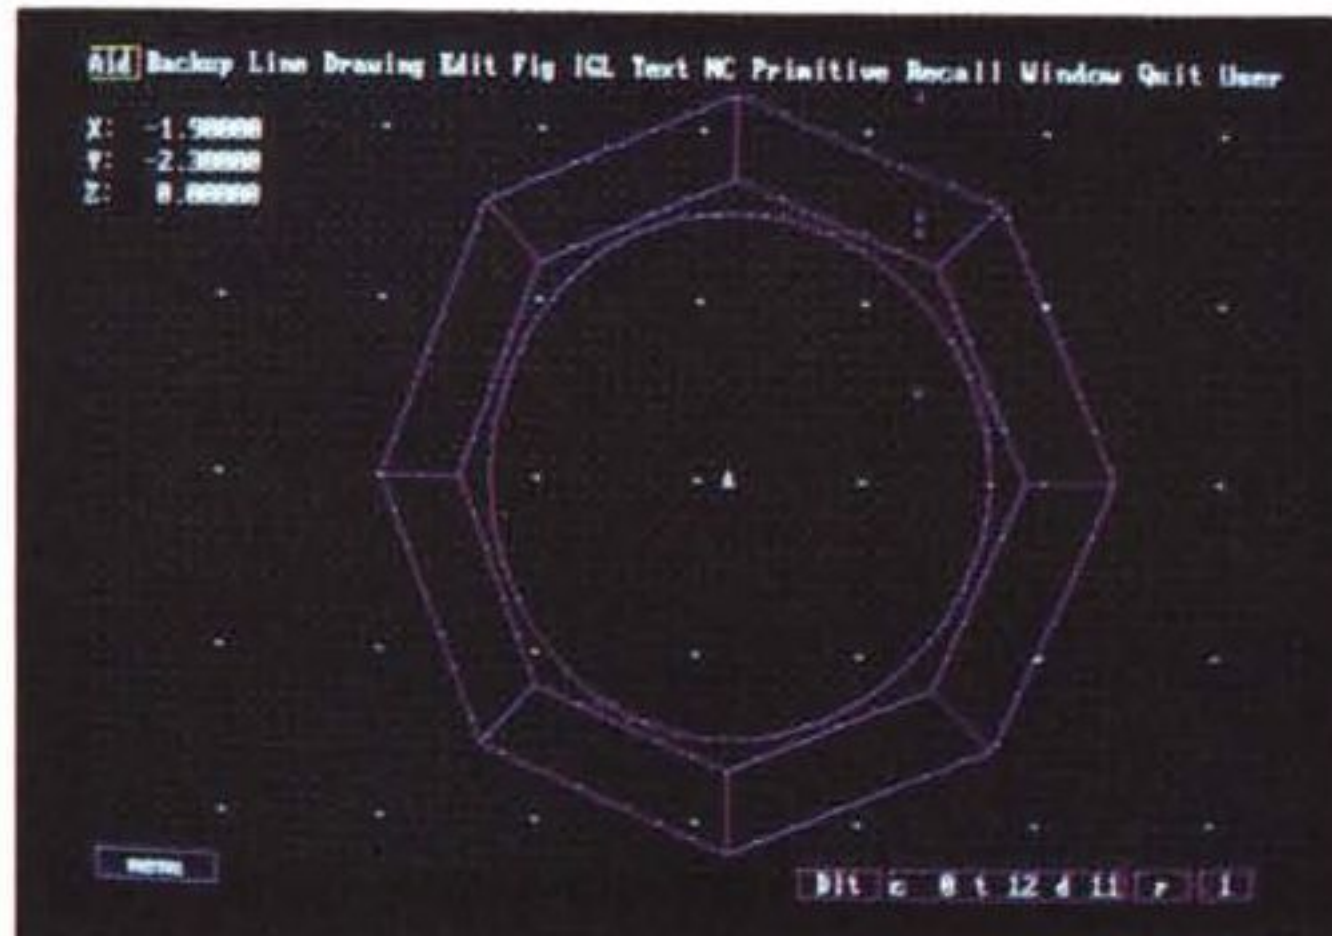 Aid Backup Line Drawing Edit Fig IGL Text NC Primitive Recall Window Quit User
X: -1.90000
Y: -2.30000
Z: 0.00000
Dlt c 0 t 12 d 11 r 1